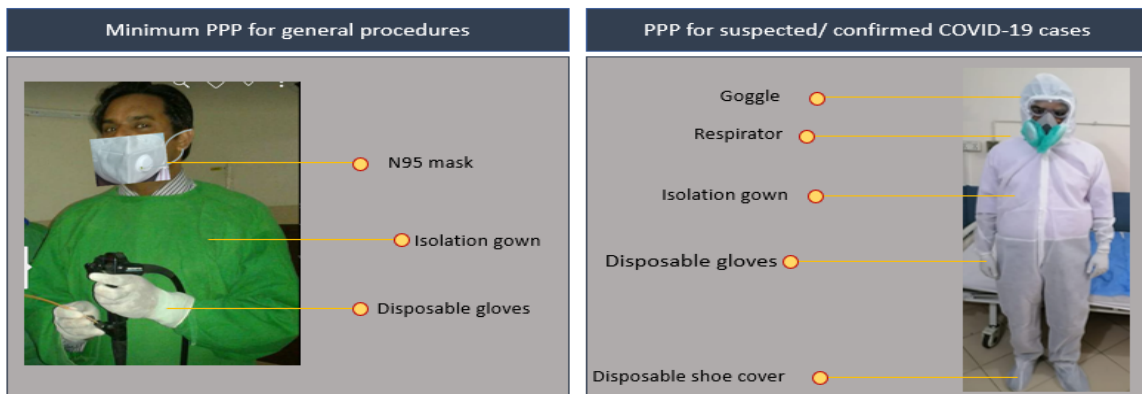 Minimum PPP for general procedures
N95 mask
Isolation gown
Disposable gloves
PPP for suspected/ confirmed COVID-19 cases
Goggle
Respirator
Isolation gown
Disposable gloves
Disposable shoe cover